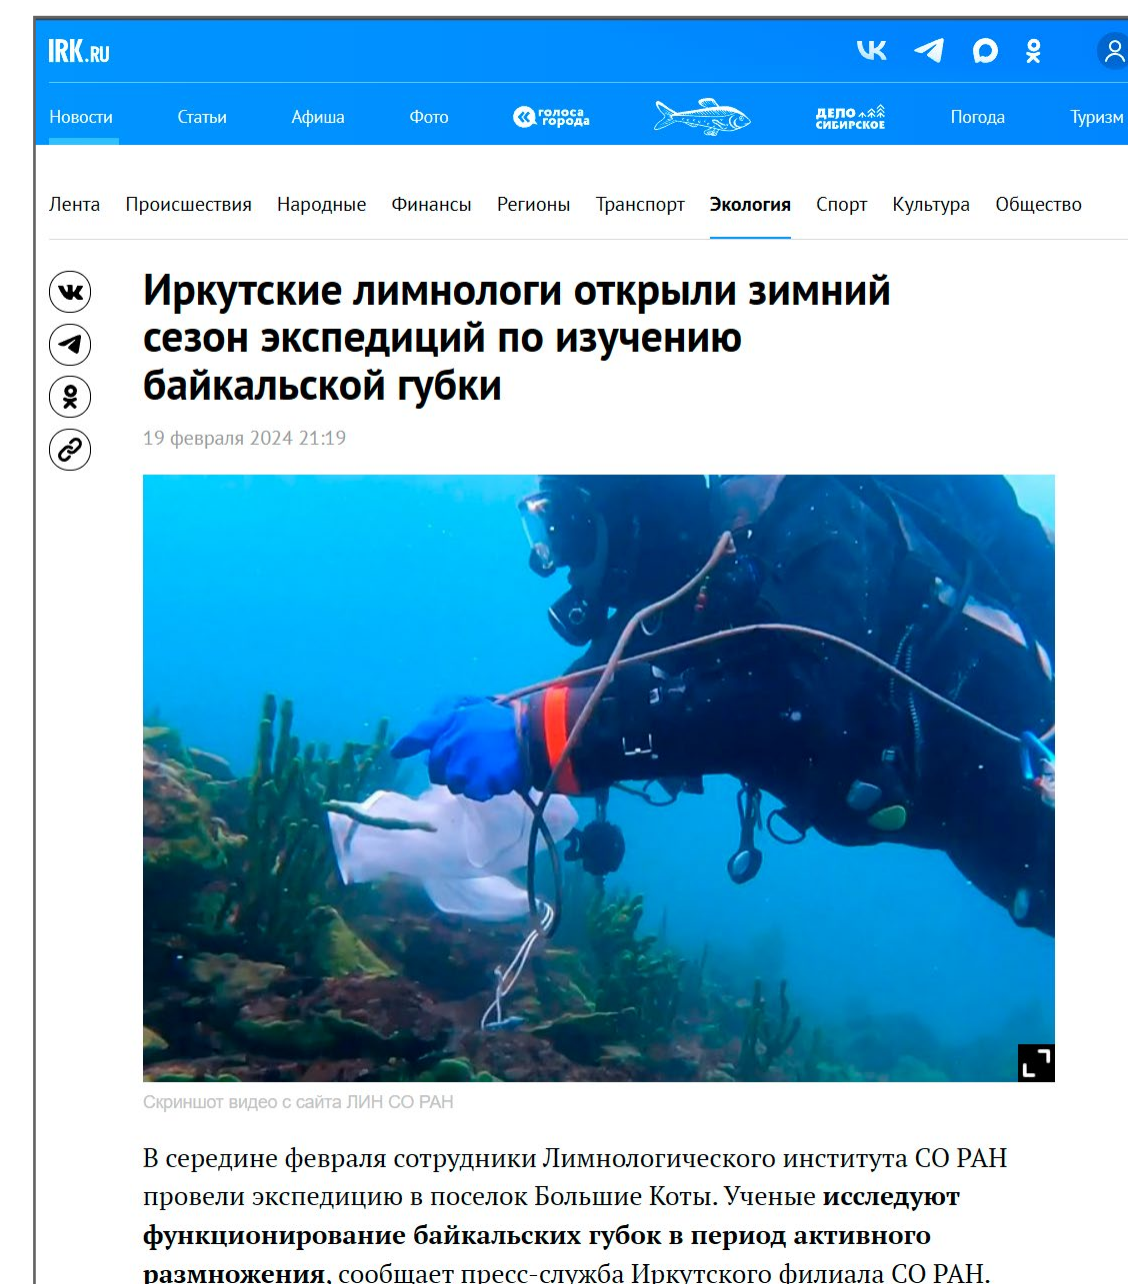 IRK.RU
Новости Статьи Афиша Фото голоса города ДЕПО СИБИРСКОЕ Погода Туризм
Лента Происшествия Народные Финансы Регионы Транспорт Экология Спорт Культура Общество
Иркутские лимнологи открыли зимний
сезон экспедиций по изучению
байкальской губки
19 февраля 2024 21:19
Скриншот видео с сайта ЛИН СО РАН
В середине февраля сотрудники Лимнологического института СО РАН
провели экспедицию в поселок Большие Коты. Ученые исследуют
функционирование байкальских губок в период активного
размножения, сообщает пресс-служба Иркутского филиала СО РАН.